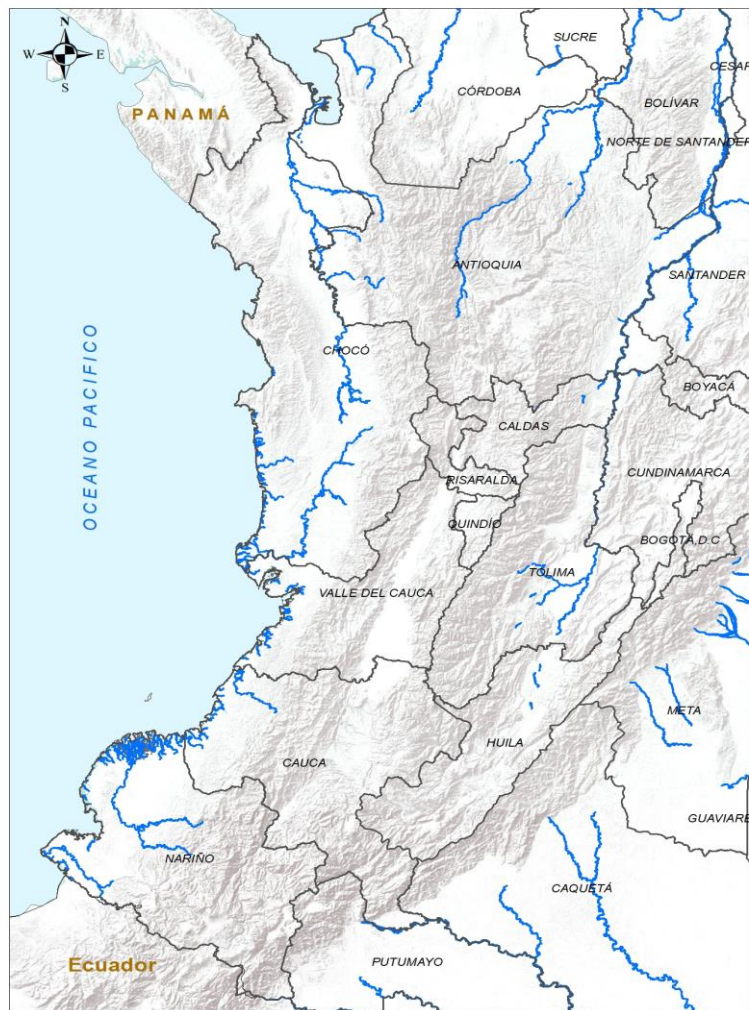 N
W E
S
SUCRE
CESAR
CÓRDOBA
BOLÍVAR
PANAMÁ
NORTE DE SANTANDER
ANTIOQUIA
SANTANDER
OCEANO PACIFICO
CHOCÓ
BOYACÁ
CALDAS
CUNDINAMARCA
RISARALDA
QUINDÍO
BOGOTÁ, D.C
TOLIMA
VALLE DEL CAUCA
META
HUILA
CAUCA
GUAVIARE
NARIÑO
CAQUETÁ
PUTUMAYO
Ecuador